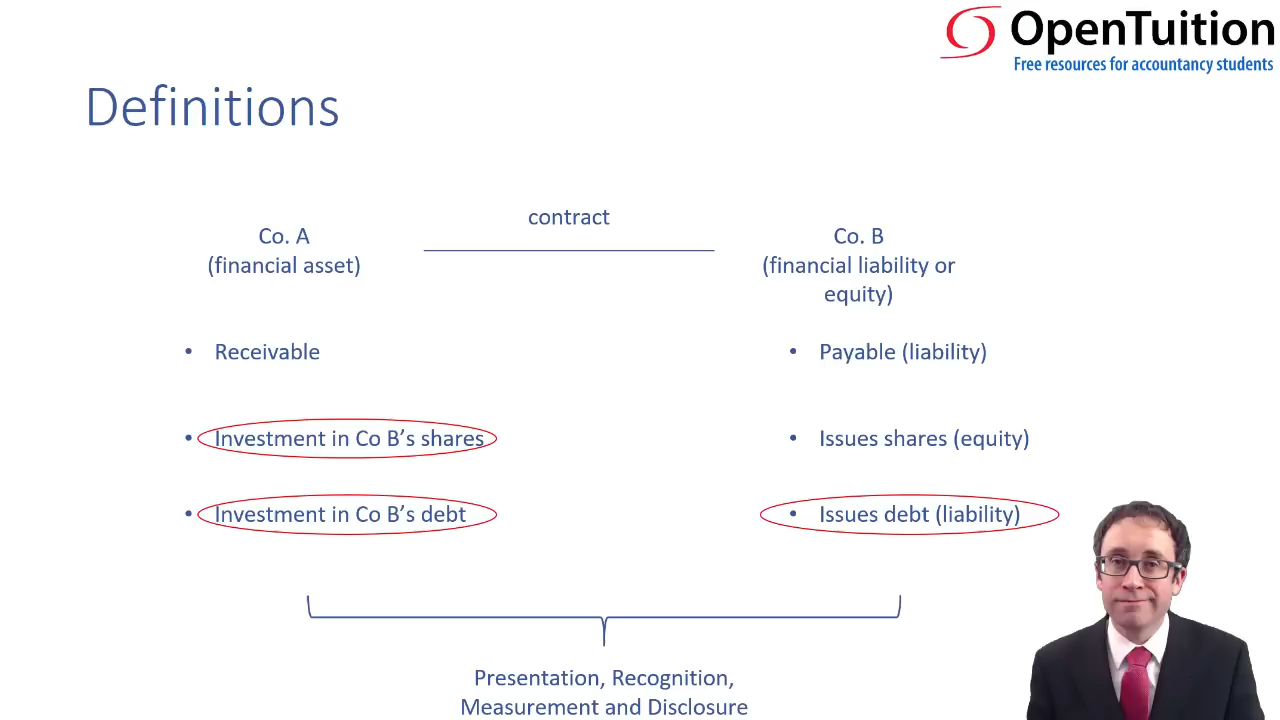 OpenTuition
Free resources for accountancy students
Definitions
contract
Co. A
(financial asset)
Co. B
(financial liability or
equity)
• Receivable
• Payable (liability)
• Investment in Co B’s shares
• Issues shares (equity)
• Investment in Co B’s debt
• Issues debt (liability)
Presentation, Recognition,
Measurement and Disclosure